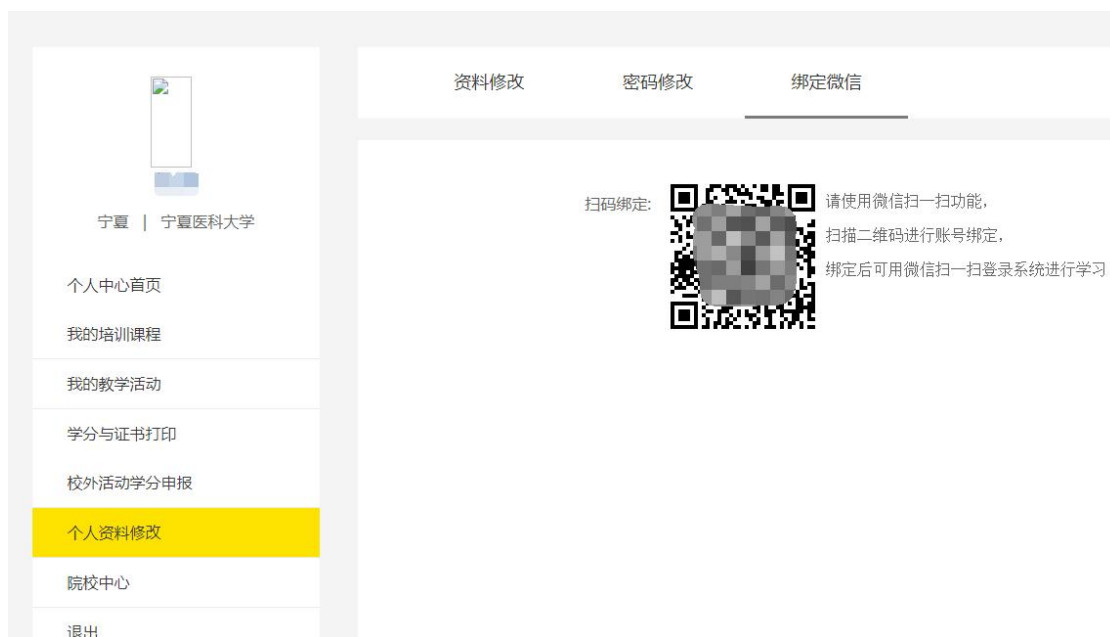 资料修改
密码修改
绑定微信
宁夏 | 宁夏医科大学
个人中心首页
我的培训课程
我的教学活动
学分与证书打印
校外活动学分申报
个人资料修改
院校中心
退出
扫码绑定:
请使用微信扫一扫功能,
扫描二维码进行账号绑定,
绑定后可用微信扫一扫登录系统进行学习